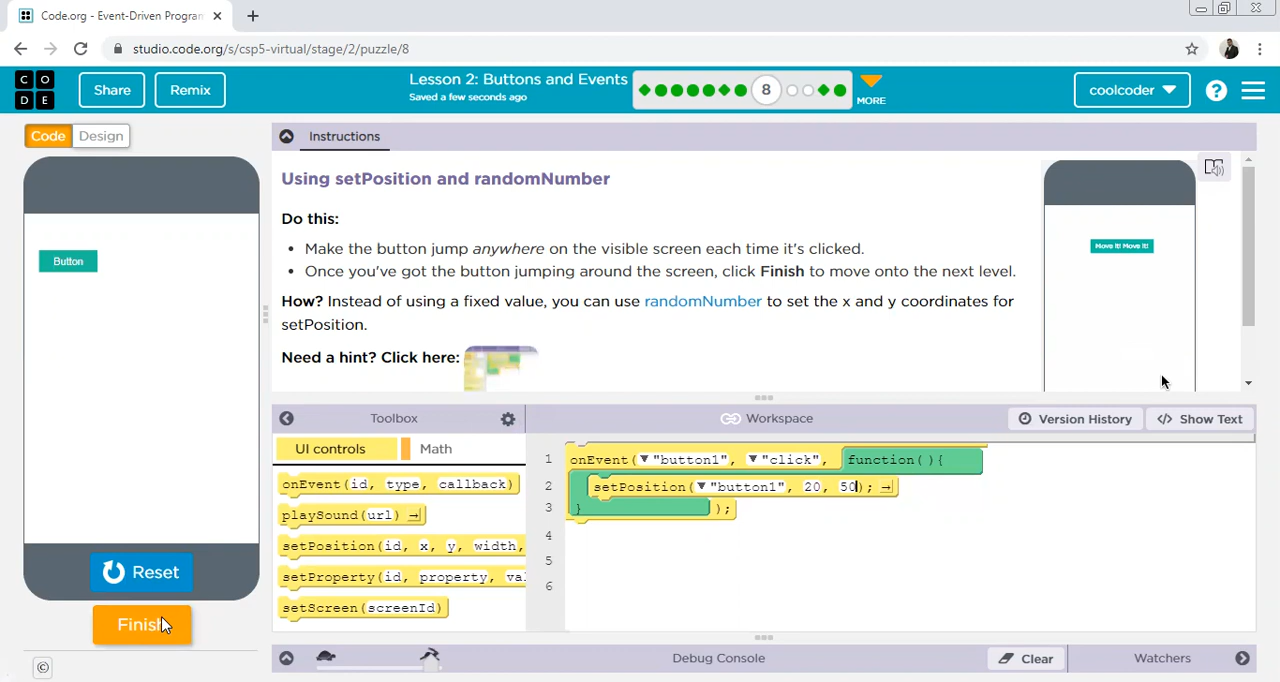 Code.org - Event-Driven Progran
studio.code.org/s/csp5-virtual/stage/2/puzzle/8
C O
D E
Share
Remix
Lesson 2: Buttons and Events
Saved a few seconds ago
8
MORE
coolcoder
?
Code
Design
Instructions
Button
Using setPosition and randomNumber
Do this:
Make the button jump anywhere on the visible screen each time it's clicked.
Once you've got the button jumping around the screen, click Finish to move onto the next level.
How? Instead of using a fixed value, you can use randomNumber to set the x and y coordinates for
setPosition.
Need a hint? Click here:
Move it! Move it!
Toolbox
Workspace
Version History
</> Show Text
UI controls
Math
onEvent(id, type, callback)
playSound(url)
setPosition(id, x, y, width,
setProperty(id, property, va
setScreen(screenId)
1 onEvent( "button1", "click", function( ){
2 setPosition( "button1", 20, 50);
3 } );
4
5
6
Reset
Finish
©
Debug Console
Clear
Watchers